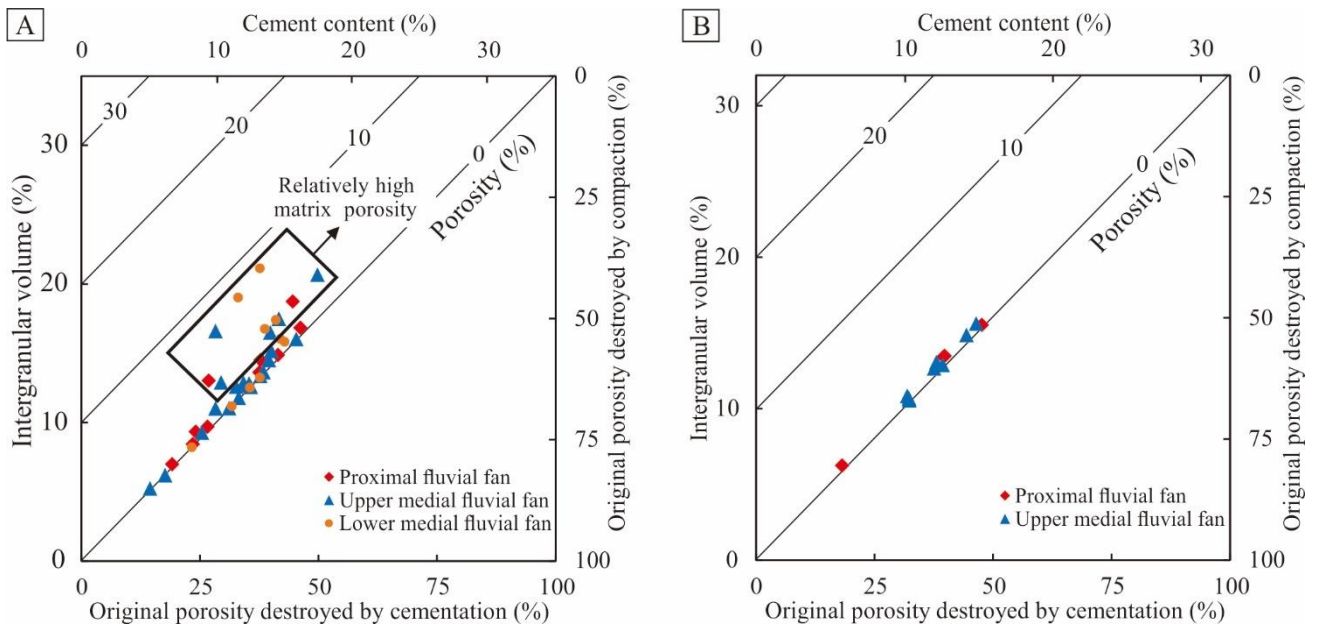 A
Cement content (%)
0 10 20 30
30
20
10
0
Porosity (%)
Relatively high
matrix porosity
Intergranular volume (%)
30
20
10
0
0
25
50
75
100
Original porosity destroyed by compaction (%)
Proximal fluvial fan
Upper medial fluvial fan
Lower medial fluvial fan
0 25 50 75 100
Original porosity destroyed by cementation (%)
B
Cement content (%)
0 10 20 30
20
10
0
Porosity (%)
Intergranular volume (%)
30
20
10
0
0
25
50
75
100
Original porosity destroyed by compaction (%)
Proximal fluvial fan
Upper medial fluvial fan
0 25 50 75 100
Original porosity destroyed by cementation (%)